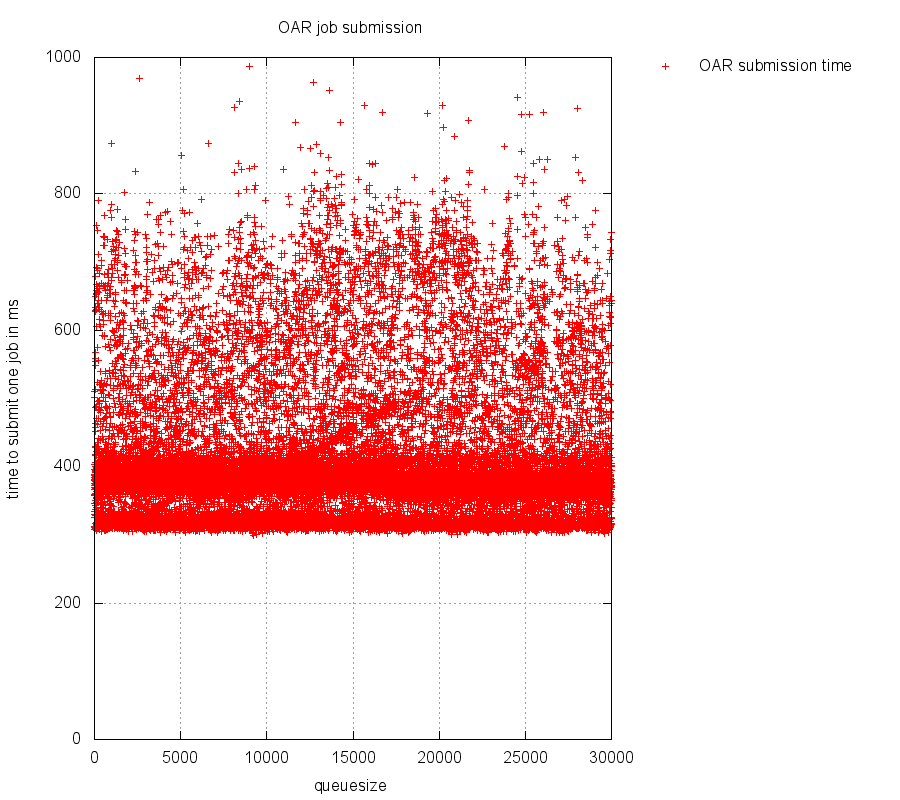 OAR job submission
OAR submission time
time to submit one job in ms
1000
800
600
400
200
0
0 5000 10000 15000 20000 25000 30000
queuesize